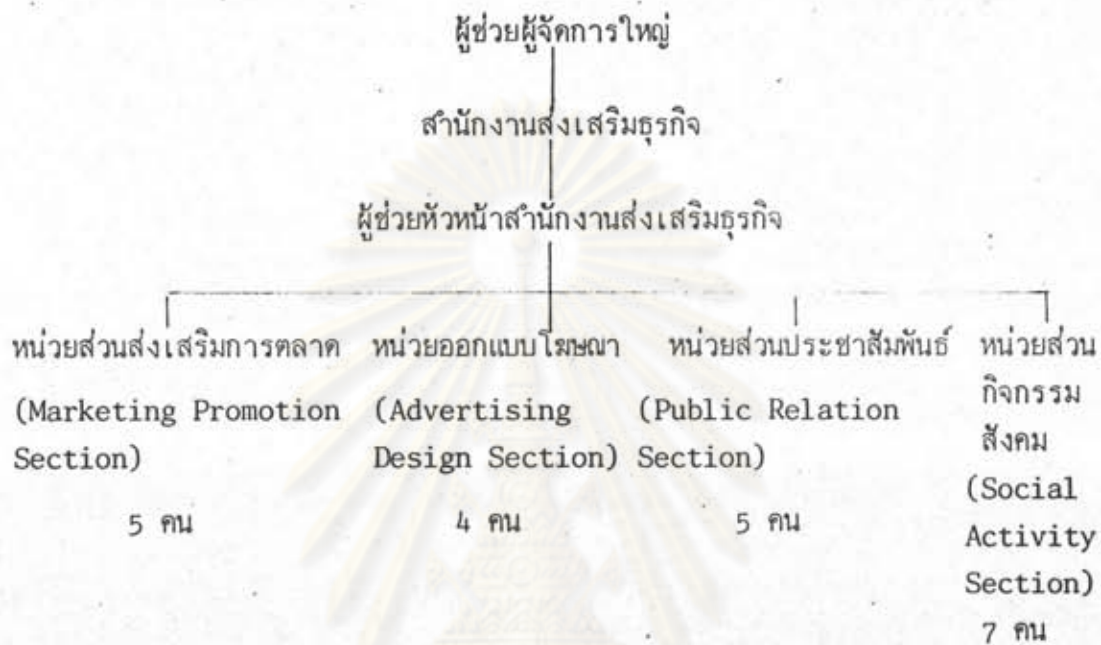 ผู้ช่วยผู้จัดการใหญ่
สำนักงานส่งเสริมธุรกิจ
ผู้ช่วยหัวหน้าสำนักงานส่งเสริมธุรกิจ
หน่วยส่วนส่งเสริมการตลาด
(Marketing Promotion
Section)
5 คน
หน่วยออกแบบโฆษณา
(Advertising
Design Section)
4 คน
หน่วยส่วนประชาสัมพันธ์
(Public Relation
Section)
5 คน
หน่วยส่วน
กิจกรรม
สังคม
(Social
Activity
Section)
7 คน